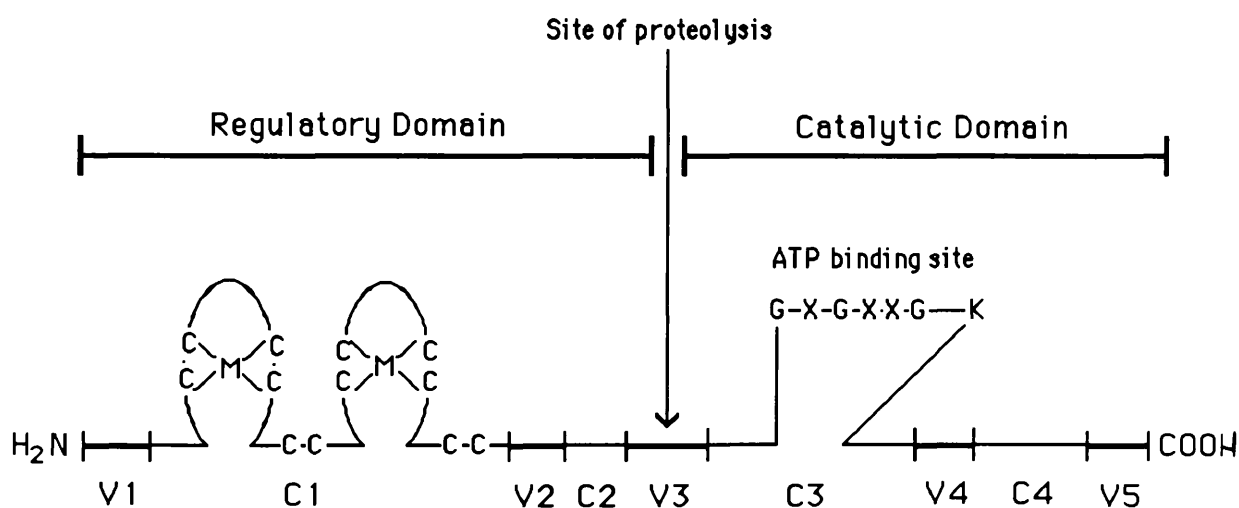 Site of proteolysis
Regulatory Domain
Catalytic Domain
ATP binding site
G-X-G-X-X-G—K
C C C C
M M
C C C C
H₂N C-C C-C COOH
V1 C1 V2 C2 V3 C3 V4 C4 V5